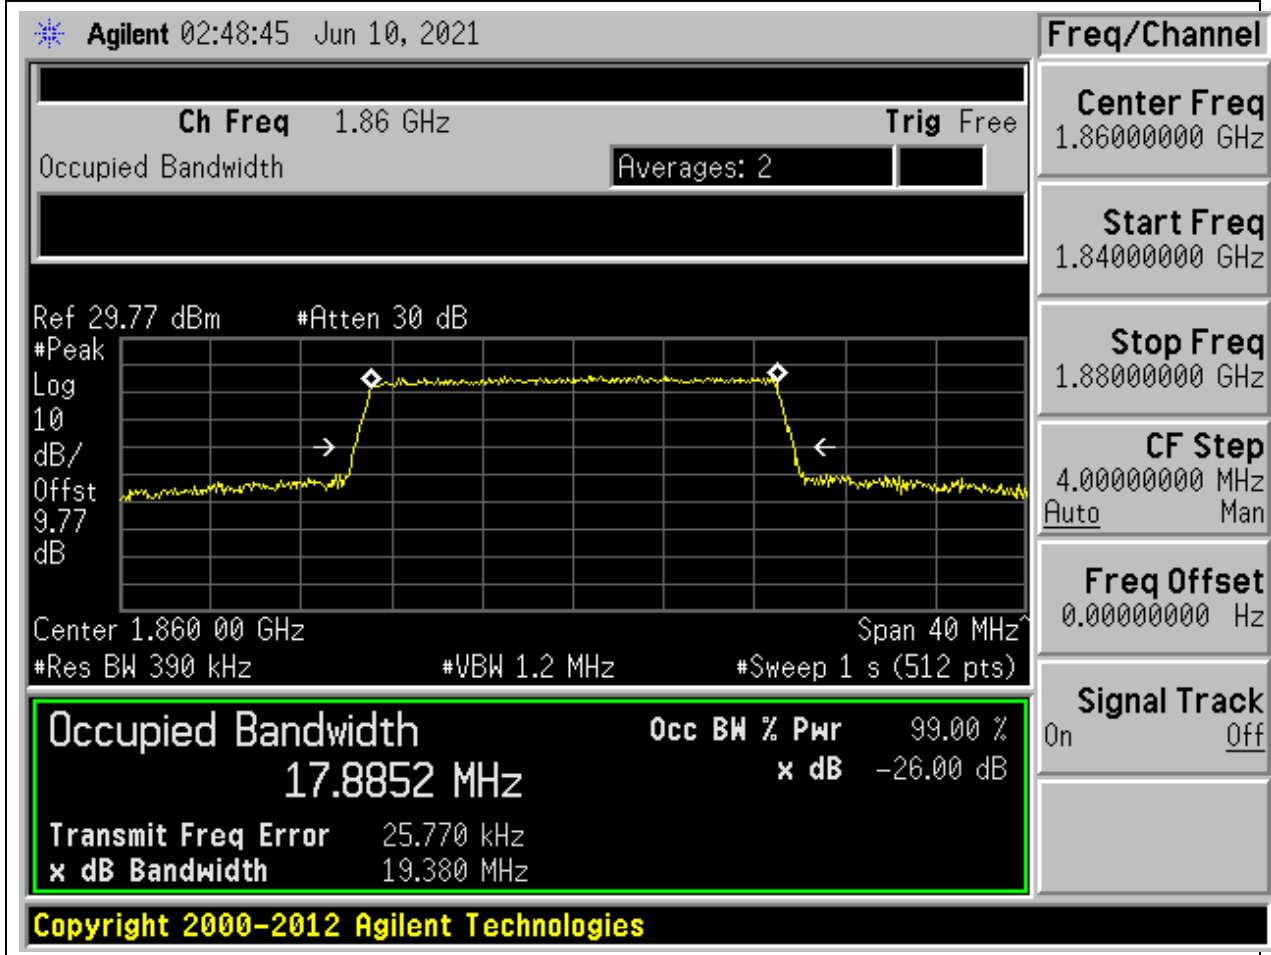 Agilent 02:48:45 Jun 10, 2021
Freq/Channel
Ch Freq 1.86 GHz Trig Free
Occupied Bandwidth Averages: 2
Center Freq
1.86000000 GHz
Start Freq
1.84000000 GHz
Stop Freq
1.88000000 GHz
CF Step
4.00000000 MHz
Auto Man
Freq Offset
0.00000000 Hz
Signal Track
On Off
Ref 29.77 dBm #Atten 30 dB
#Peak
Log
10
dB/
Offst
9.77
dB
Center 1.860 00 GHz Span 40 MHz^
#Res BW 390 kHz #VBW 1.2 MHz #Sweep 1 s (512 pts)
Occupied Bandwidth Occ BW % Pwr 99.00 %
17.8852 MHz x dB -26.00 dB
Transmit Freq Error 25.770 kHz
x dB Bandwidth 19.380 MHz
Copyright 2000-2012 Agilent Technologies